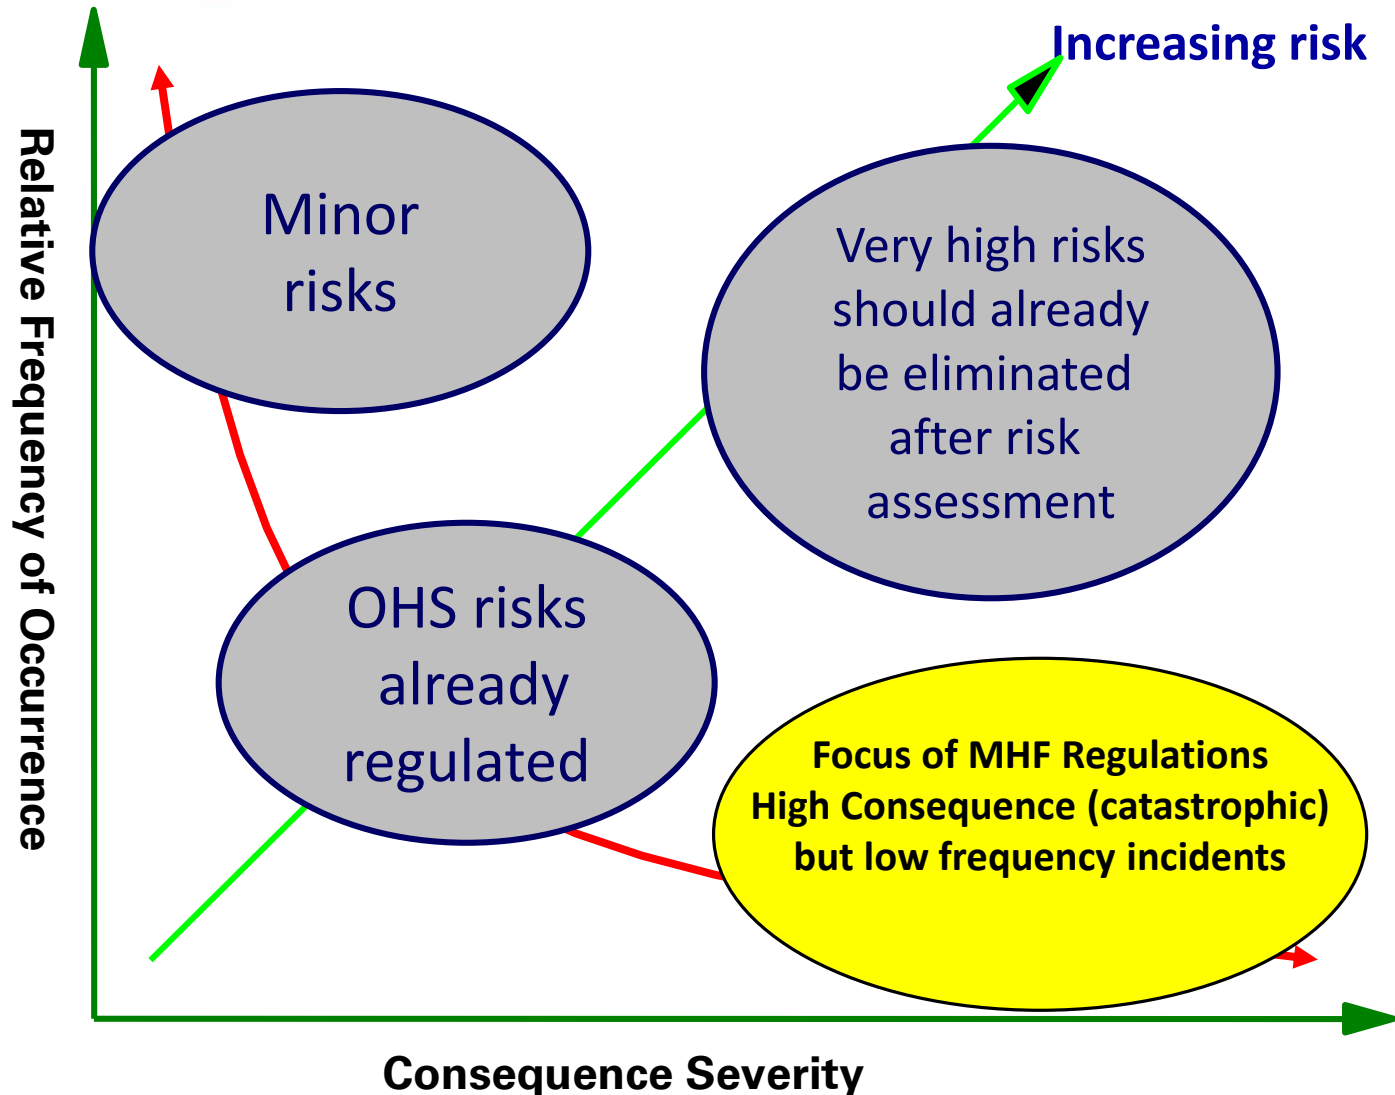 Increasing risk
Relative Frequency of Occurrence
Minor
risks
Very high risks
should already
be eliminated
after risk
assessment
OHS risks
already
regulated
Focus of MHF Regulations
High Consequence (catastrophic)
but low frequency incidents
Consequence Severity